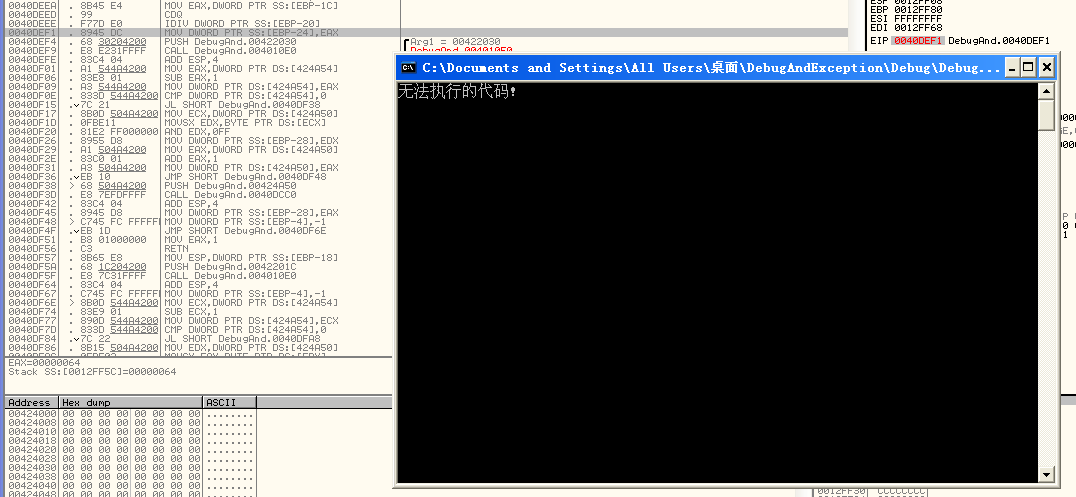 0040DEEA . 8B45 E4 MOV EAX,DWORD PTR SS:[EBP-1C]
0040DEED . 99 CDQ
0040DEEE . F77D E0 IDIV DWORD PTR SS:[EBP-20]
0040DEF1 . 8945 DC MOV DWORD PTR SS:[EBP-24],EAX
0040DEF4 . 68 30204200 PUSH DebugAnd.00422030
0040DEF9 . E8 E231FFFF CALL DebugAnd.004010E0
0040DEFE . 83C4 04 ADD ESP,4
0040DF01 . A1 544A4200 MOV EAX,DWORD PTR DS:[424A54]
0040DF06 . 83E8 01 SUB EAX,1
0040DF09 . A3 544A4200 MOV DWORD PTR DS:[424A54],EAX
0040DF0E . 833D 544A4200 CMP DWORD PTR DS:[424A54],0
0040DF15 . 7C 21 JL SHORT DebugAnd.0040DF38
0040DF17 . 8B0D 504A4200 MOV ECX,DWORD PTR DS:[424A50]
0040DF1D . 0FBE11 MOVSX EDX,BYTE PTR DS:[ECX]
0040DF20 . 81E2 FF000000 AND EDX,0FF
0040DF26 . 8955 D8 MOV DWORD PTR SS:[EBP-28],EDX
0040DF29 . A1 504A4200 MOV EAX,DWORD PTR DS:[424A50]
0040DF2E . 83C0 01 ADD EAX,1
0040DF31 . A3 504A4200 MOV DWORD PTR DS:[424A50],EAX
0040DF36 . EB 10 JMP SHORT DebugAnd.0040DF48
0040DF38 > 68 504A4200 PUSH DebugAnd.00424A50
0040DF3D . E8 7EFDFFFF CALL DebugAnd.0040DCC0
0040DF42 . 83C4 04 ADD ESP,4
0040DF45 . 8945 D8 MOV DWORD PTR SS:[EBP-28],EAX
0040DF48 > C745 FC FFFFFF MOV DWORD PTR SS:[EBP-4],-1
0040DF4F . EB 1D JMP SHORT DebugAnd.0040DF6E
0040DF51 . B8 01000000 MOV EAX,1
0040DF56 . C3 RETN
0040DF57 . 8B65 E8 MOV ESP,DWORD PTR SS:[EBP-18]
0040DF5A . 68 1C204200 PUSH DebugAnd.0042201C
0040DF5F . E8 7C31FFFF CALL DebugAnd.004010E0
0040DF64 . 83C4 04 ADD ESP,4
0040DF67 . C745 FC FFFFFF MOV DWORD PTR SS:[EBP-4],-1
0040DF6E > 8B0D 544A4200 MOV ECX,DWORD PTR DS:[424A54]
0040DF74 . 83E9 01 SUB ECX,1
0040DF77 . 890D 544A4200 MOV DWORD PTR DS:[424A54],ECX
0040DF7D . 833D 544A4200 CMP DWORD PTR DS:[424A54],0
0040DF84 . 7C 22 JL SHORT DebugAnd.0040DFA8
0040DF86 . 8B15 504A4200 MOV EDX,DWORD PTR DS:[424A50]
EAX=00000064
Stack SS:[0012FF5C]=00000064
Address Hex dump ASCII
00424000 00 00 00 00 00 00 00 00 ........
00424008 00 00 00 00 00 00 00 00 ........
00424010 00 00 00 00 00 00 00 00 ........
00424018 00 00 00 00 00 00 00 00 ........
00424020 00 00 00 00 00 00 00 00 ........
00424028 00 00 00 00 00 00 00 00 ........
00424030 00 00 00 00 00 00 00 00 ........
00424038 00 00 00 00 00 00 00 00 ........
00424040 00 00 00 00 00 00 00 00 ........
00424048 00 00 00 00 00 00 00 00 ........
Arg1 = 00422030
DebugAnd.004010E0
EBP 0012FF80
ESI FFFFFFFF
EDI 0012FF68
EIP 0040DEF1 DebugAnd.0040DEF1
C:\Documents and Settings\All Users\桌面\DebugAndException\Debug\Debug...
无法执行的代码!
0012FF30 CCCCCCCC